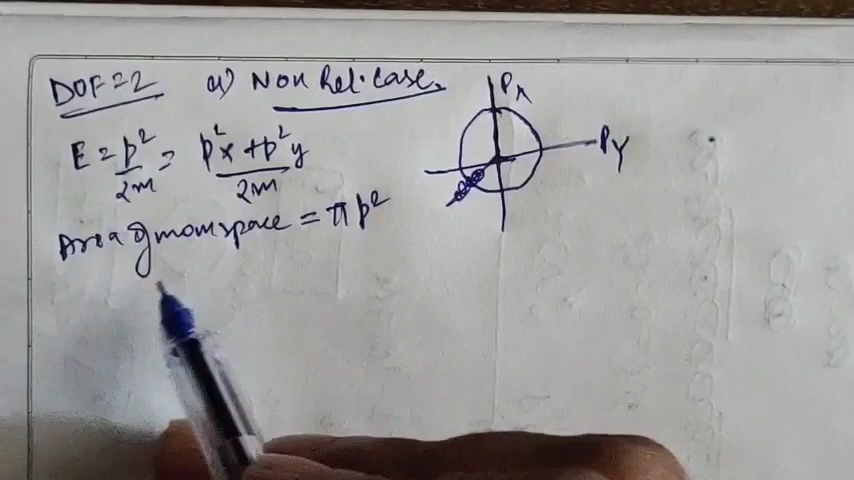 DOF=2 a) Non Rel. case.
E = p²/2m = p²x + p²y/2m
Area of mom space = πp²
Px
Py